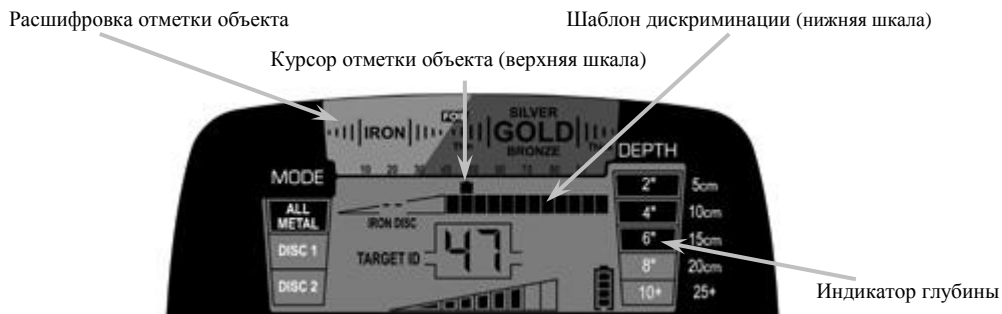 Расшифровка отметки объекта
Шаблон дискриминации (нижняя шкала)
Курсор отметки объекта (верхняя шкала)
IRON
SILVER
GOLD
BRONZE
DEPTH
10 20
MODE
ALL METAL
DISC 1
DISC 2
IRON DISC
TARGET ID
47
2" 5cm
4" 10cm
6" 15cm
8" 20cm
10+ 25+
Индикатор глубины